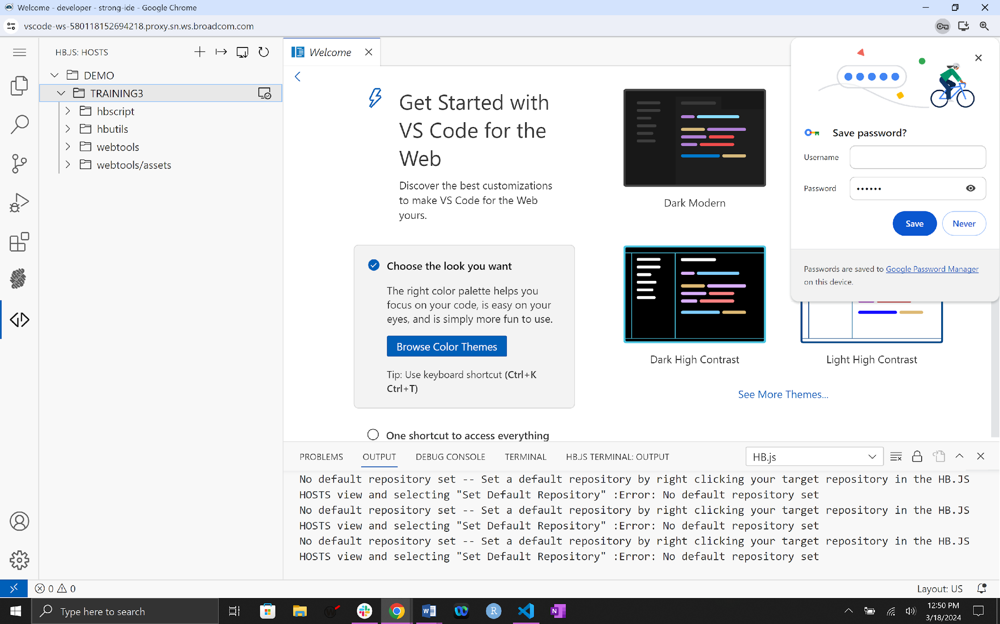 Welcome - developer - strong-ide - Google Chrome
vscode-ws-580118152694218.proxy.sn.ws.broadcom.com
HB.JS: HOSTS
DEMO
TRAINING3
hbscript
hbutils
webtools
webtools/assets
Welcome
Get Started with
VS Code for the
Web
Discover the best customizations
to make VS Code for the Web
yours.
Choose the look you want
The right color palette helps you
focus on your code, is easy on your
eyes, and is simply more fun to use.
Browse Color Themes
Tip: Use keyboard shortcut (Ctrl+K
Ctrl+T)
One shortcut to access everything
Dark Modern
Dark High Contrast
Light High Contrast
See More Themes...
Save password?
Username
Password
••••••
Save
Never
Passwords are saved to Google Password Manager
on this device.
PROBLEMS OUTPUT DEBUG CONSOLE TERMINAL HB.JS TERMINAL: OUTPUT
HB.js
No default repository set -- Set a default repository by right clicking your target repository in the HB.JS
HOSTS view and selecting "Set Default Repository" :Error: No default repository set
No default repository set -- Set a default repository by right clicking your target repository in the HB.JS
HOSTS view and selecting "Set Default Repository" :Error: No default repository set
No default repository set -- Set a default repository by right clicking your target repository in the HB.JS
HOSTS view and selecting "Set Default Repository" :Error: No default repository set
0 0
Layout: US
Type here to search
12:50 PM
3/18/2024